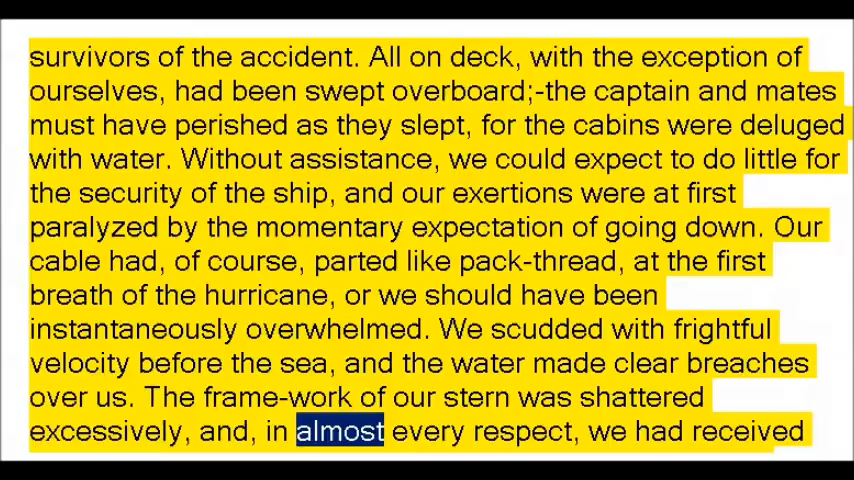 survivors of the accident. All on deck, with the exception of
ourselves, had been swept overboard;-the captain and mates
must have perished as they slept, for the cabins were deluged
with water. Without assistance, we could expect to do little for
the security of the ship, and our exertions were at first
paralyzed by the momentary expectation of going down. Our
cable had, of course, parted like pack-thread, at the first
breath of the hurricane, or we should have been
instantaneously overwhelmed. We scudded with frightful
velocity before the sea, and the water made clear breaches
over us. The frame-work of our stern was shattered
excessively, and, in almost every respect, we had received